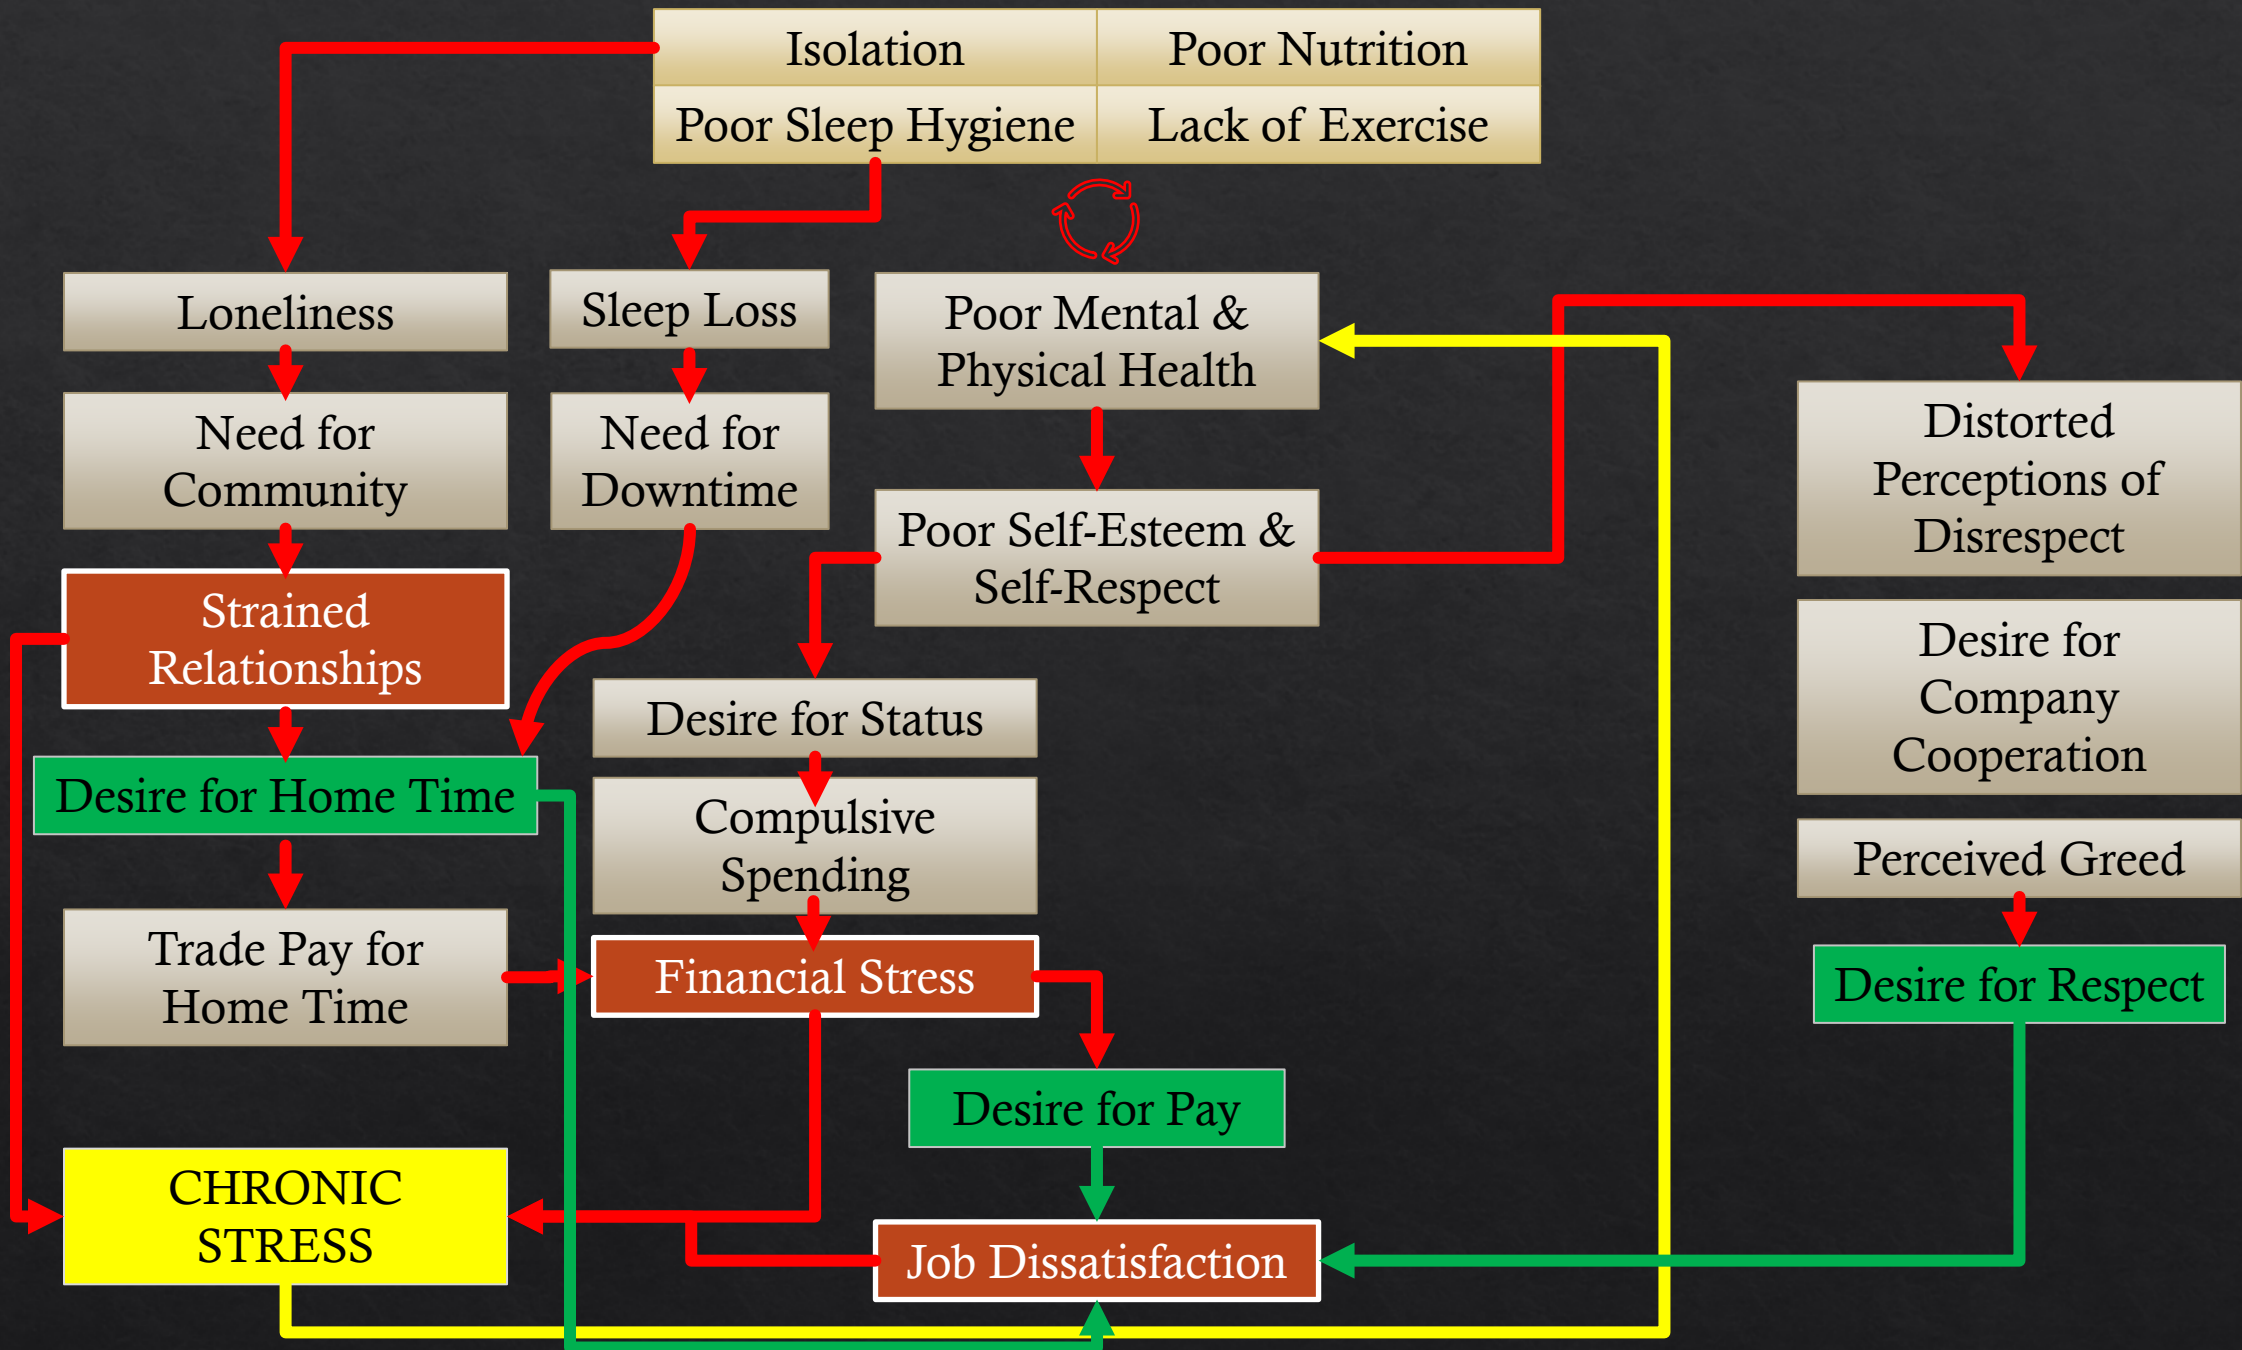 Isolation
Poor Nutrition
Poor Sleep Hygiene
Lack of Exercise
Loneliness
Need for
Community
Strained
Relationships
Desire for Home Time
Trade Pay for
Home Time
CHRONIC
STRESS
Sleep Loss
Need for
Downtime
Poor Mental &
Physical Health
Poor Self-Esteem &
Self-Respect
Desire for Status
Compulsive
Spending
Financial Stress
Desire for Pay
Job Dissatisfaction
Distorted
Perceptions of
Disrespect
Desire for
Company
Cooperation
Perceived Greed
Desire for Respect